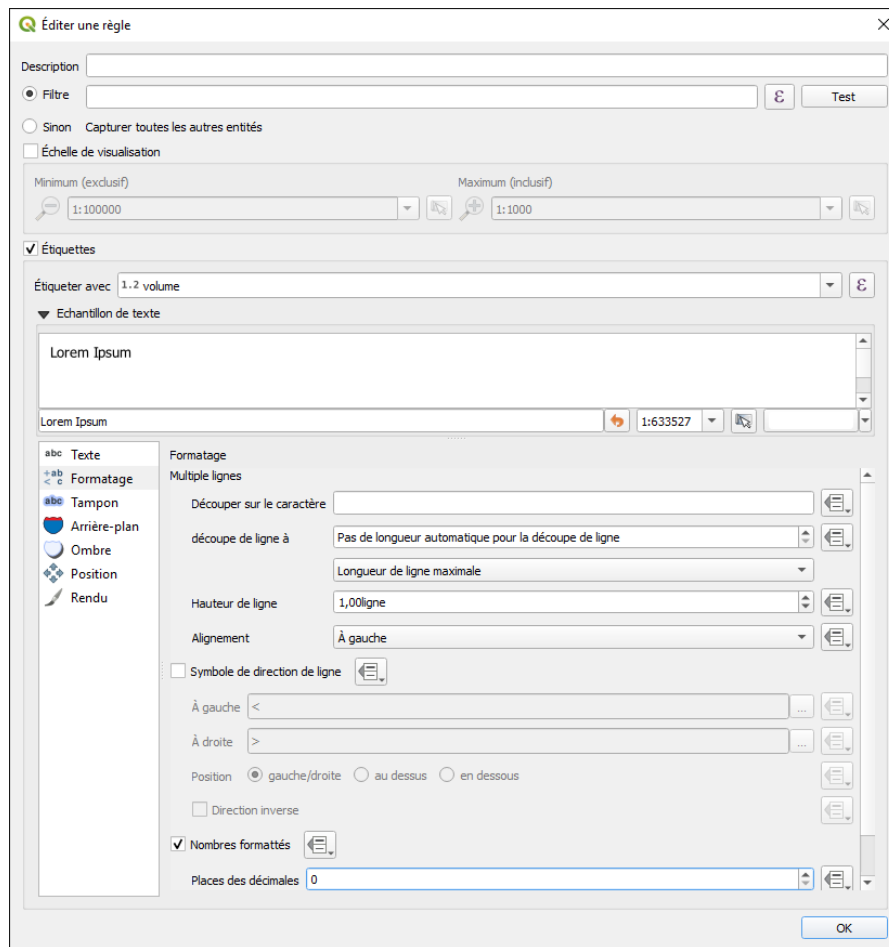 Éditer une règle
Description
Filtre
ε
Test
Sinon Capturer toutes les autres entités
Échelle de visualisation
Minimum (exclusif)
Maximum (inclusif)
1:100000
1:1000
Étiquettes
Étiqueter avec 1.2 volume
ε
Echantillon de texte
Lorem Ipsum
Lorem Ipsum
1:633527
abc Texte
+ab < c Formatage
abc Tampon
Arrière-plan
Ombre
Position
Rendu
Formatage
Multiple lignes
Découper sur le caractère
découpe de ligne à Pas de longueur automatique pour la découpe de ligne
Longueur de ligne maximale
Hauteur de ligne 1,00ligne
Alignement À gauche
Symbole de direction de ligne
À gauche < ...
À droite > ...
Position gauche/droite au dessus en dessous
Direction inverse
Nombres formattés
Places des décimales 0
OK